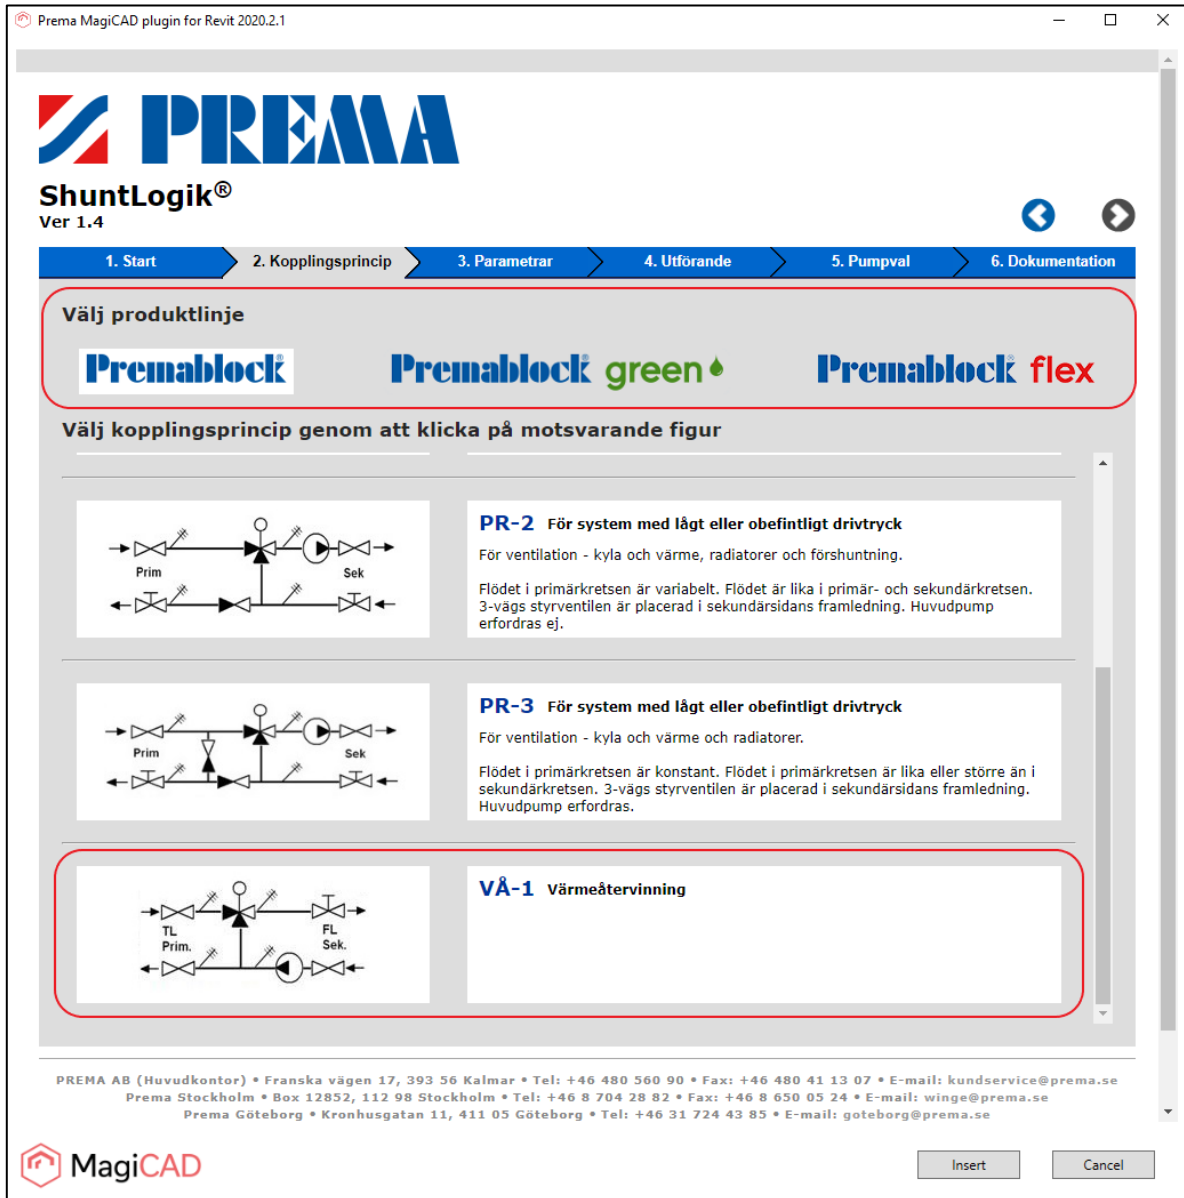 Prema MagiCAD plugin for Revit 2020.2.1
PREMA
ShuntLogik®
Ver 1.4
1. Start
2. Kopplingsprincip
3. Parametrar
4. Utförande
5. Pumpval
6. Dokumentation
Välj produktlinje
Premablock®
Premablock® green
Premablock® flex
Välj kopplingsprincip genom att klicka på motsvarande figur
Prim
Sek
PR-2 För system med lågt eller obefintligt drivtryck
För ventilation - kyla och värme, radiatorer och förshuntning.
Flödet i primärkretsen är variabelt. Flödet är lika i primär- och sekundärkretsen.
3-vägs styrventilen är placerad i sekundärsidans framledning. Huvudpump
erfordras ej.
Prim
Sek
PR-3 För system med lågt eller obefintligt drivtryck
För ventilation - kyla och värme och radiatorer.
Flödet i primärkretsen är konstant. Flödet i primärkretsen är lika eller större än i
sekundärkretsen. 3-vägs styrventilen är placerad i sekundärsidans framledning.
Huvudpump erfordras.
TL
Prim.
FL
Sek.
VÅ-1 Värmeåtervinning
PREMA AB (Huvudkontor) • Franska vägen 17, 393 56 Kalmar • Tel: +46 480 560 90 • Fax: +46 480 41 13 07 • E-mail: kundservice@prema.se
Prema Stockholm • Box 12852, 112 98 Stockholm • Tel: +46 8 704 28 82 • Fax: +46 8 650 05 24 • E-mail: winge@prema.se
Prema Göteborg • Kronhusgatan 11, 411 05 Göteborg • Tel: +46 31 724 43 85 • E-mail: goteborg@prema.se
MagiCAD
Insert
Cancel